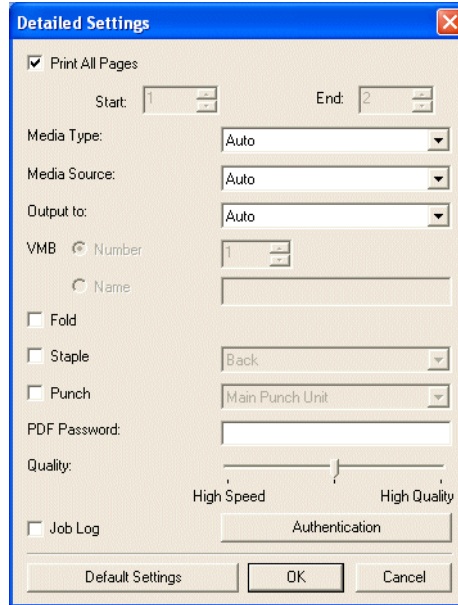 Detailed Settings
Print All Pages
Start: 1 End: 2
Media Type: Auto
Media Source: Auto
Output to: Auto
VMB Number 1
Name
Fold
Staple Back
Punch Main Punch Unit
PDF Password:
Quality:
High Speed High Quality
Job Log Authentication
Default Settings OK Cancel